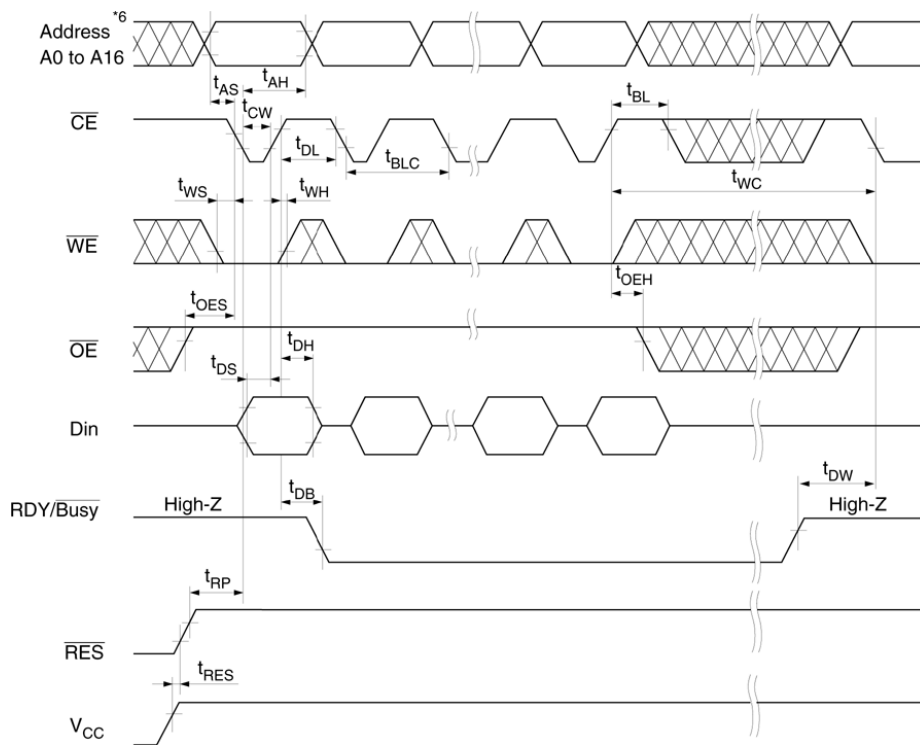 Address *6
A0 to A16
tAS
tAH
tCW
tBL
CE
tDL
tBLC
tWC
tWS
tWH
WE
tOEH
tOES
OE
tDH
tDS
Din
tDW
tDB
RDY/Busy
High-Z
High-Z
tRP
RES
tRES
VCC